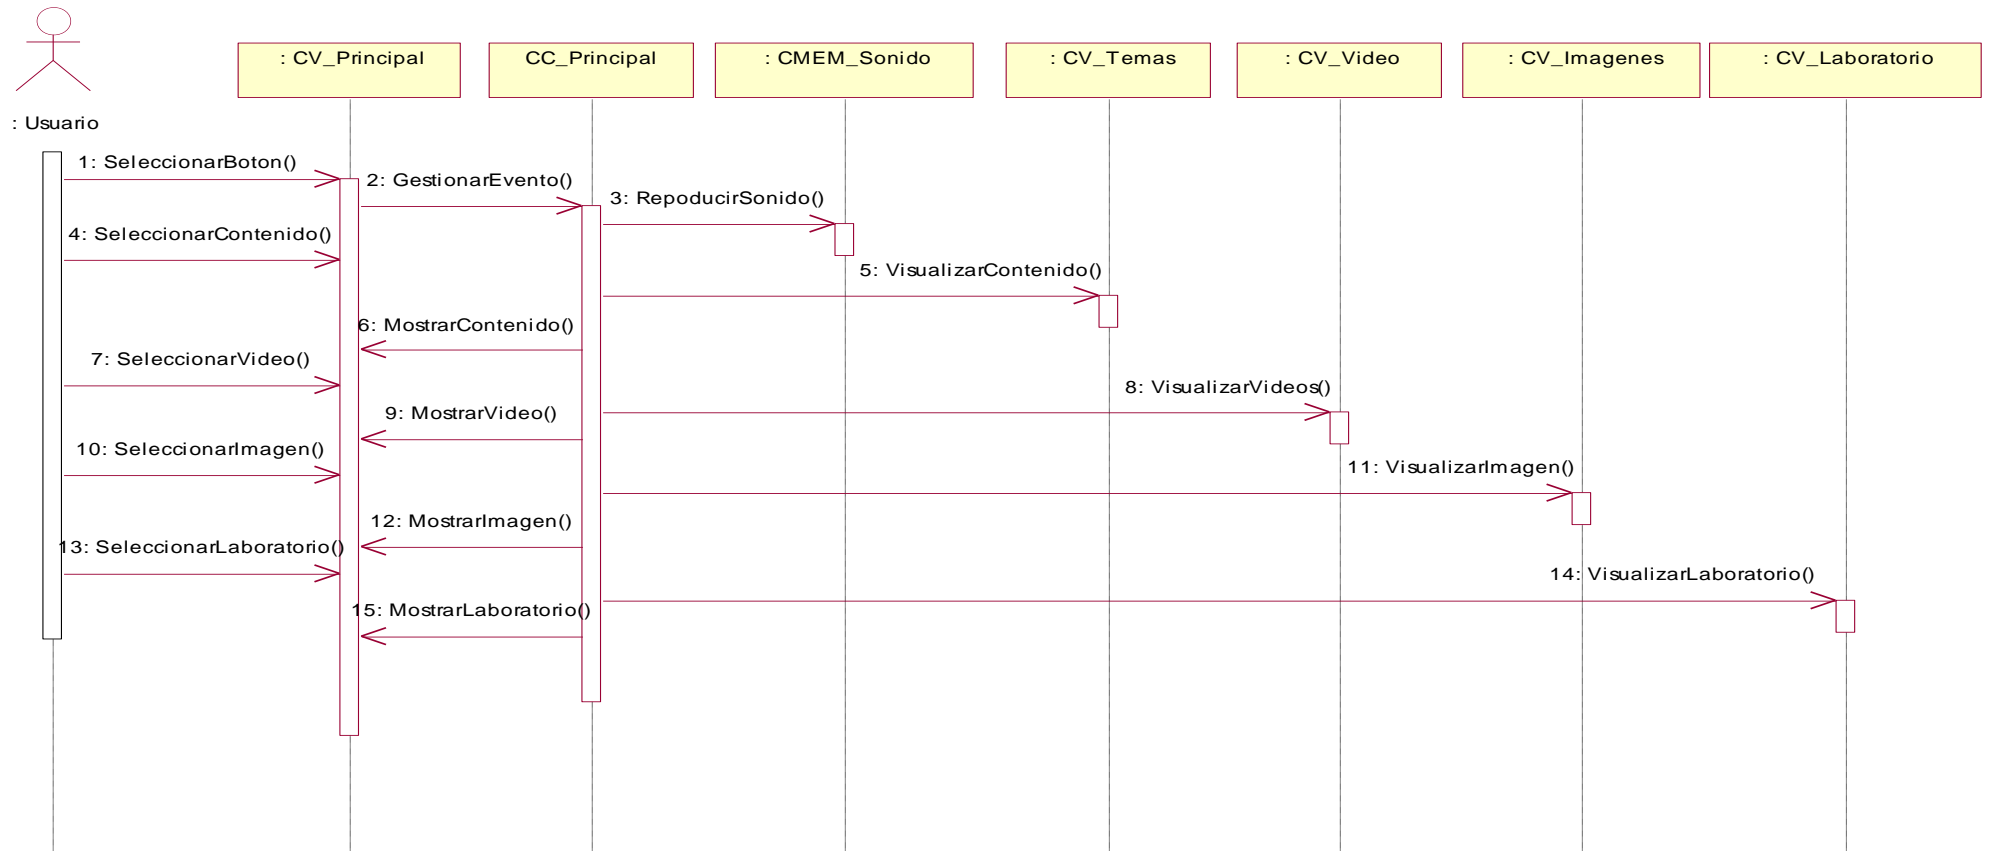 : CV_Principal
CC_Principal
: CMEM_Sonido
: CV_Temas
: CV_Video
: CV_Imagenes
: CV_Laboratorio
: Usuario
1: SeleccionarBoton()
2: GestionarEvento()
3: RepoducirSonido()
4: SeleccionarContenido()
5: VisualizarContenido()
6: MostrarContenido()
7: SeleccionarVideo()
8: VisualizarVideos()
9: MostrarVideo()
10: SeleccionarImagen()
11: VisualizarImagen()
12: MostrarImagen()
13: SeleccionarLaboratorio()
14: VisualizarLaboratorio()
15: MostrarLaboratorio()